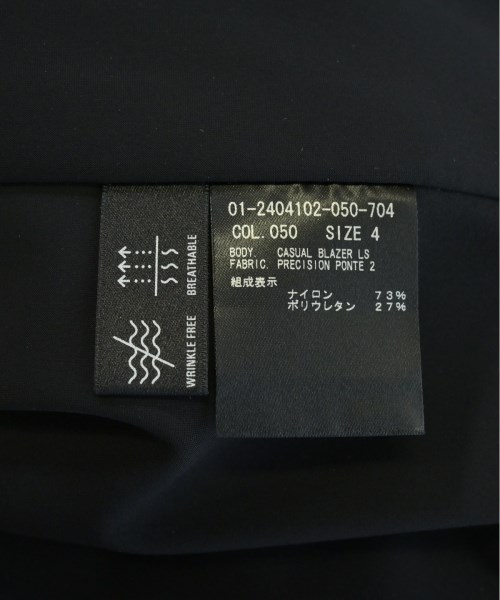 BREATHABLE
WRINKLE FREE
01-2404102-050-704
COL. 050 SIZE 4
BODY. CASUAL BLAZER LS
FABRIC. PRECISION PONTE 2
組成表示
ナイロン 73%
ポリウレタン 27%